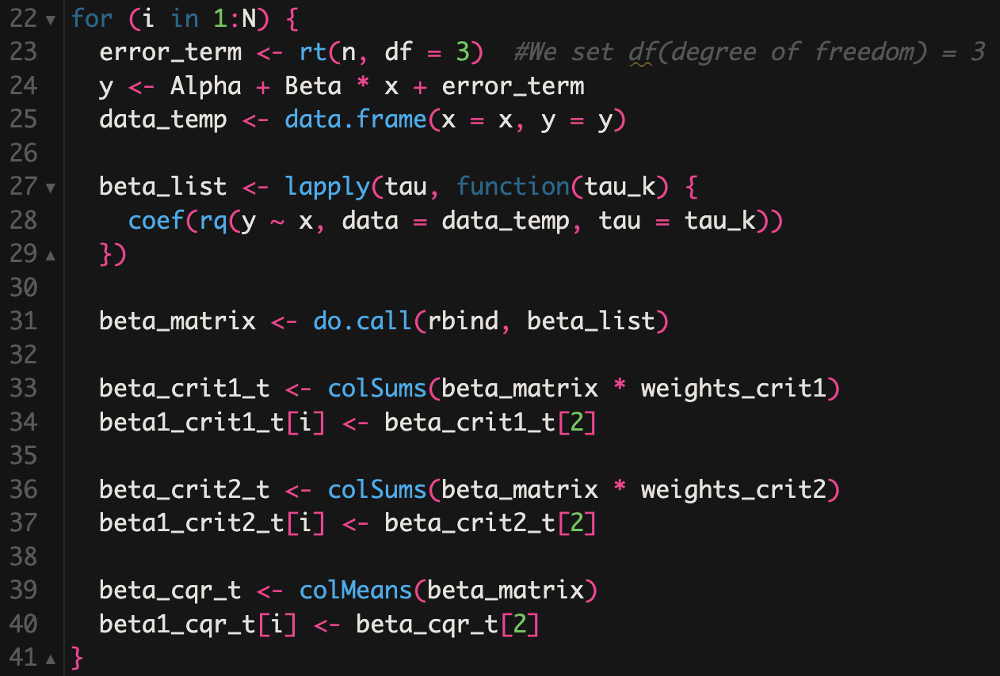 22 for (i in 1:N) {
23 error_term <- rt(n, df = 3)  #We set df(degree of freedom) = 3
24 y <- Alpha + Beta * x + error_term
25 data_temp <- data.frame(x = x, y = y)
26
27 beta_list <- lapply(tau, function(tau_k) {
28 coef(rq(y ~ x, data = data_temp, tau = tau_k))
29 })
30
31 beta_matrix <- do.call(rbind, beta_list)
32
33 beta_crit1_t <- colSums(beta_matrix * weights_crit1)
34 beta1_crit1_t[i] <- beta_crit1_t[2]
35
36 beta_crit2_t <- colSums(beta_matrix * weights_crit2)
37 beta1_crit2_t[i] <- beta_crit2_t[2]
38
39 beta_cqr_t <- colMeans(beta_matrix)
40 beta1_cqr_t[i] <- beta_cqr_t[2]
41 }